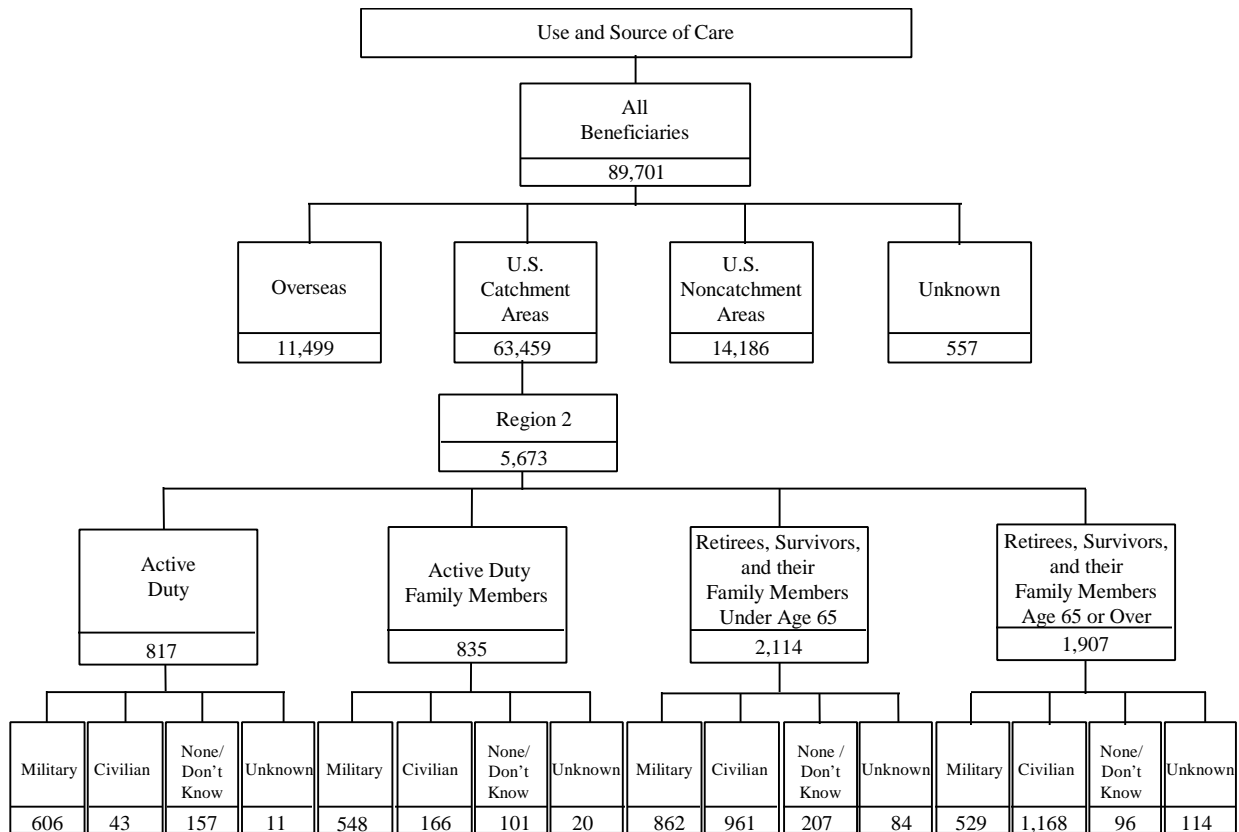 Use and Source of Care
All
Beneficiaries
89,701
Overseas
11,499
U.S.
Catchment
Areas
63,459
U.S.
Noncatchment
Areas
14,186
Unknown
557
Region 2
5,673
Active
Duty
817
Active Duty
Family Members
835
Retirees, Survivors,
and their
Family Members
Under Age 65
2,114
Retirees, Survivors,
and their
Family Members
Age 65 or Over
1,907
Military
606
Civilian
43
None/
Don't
Know
157
Unknown
11
Military
548
Civilian
166
None/
Don't
Know
101
Unknown
20
Military
862
Civilian
961
None /
Don't
Know
207
Unknown
84
Military
529
Civilian
1,168
None/
Don't
Know
96
Unknown
114